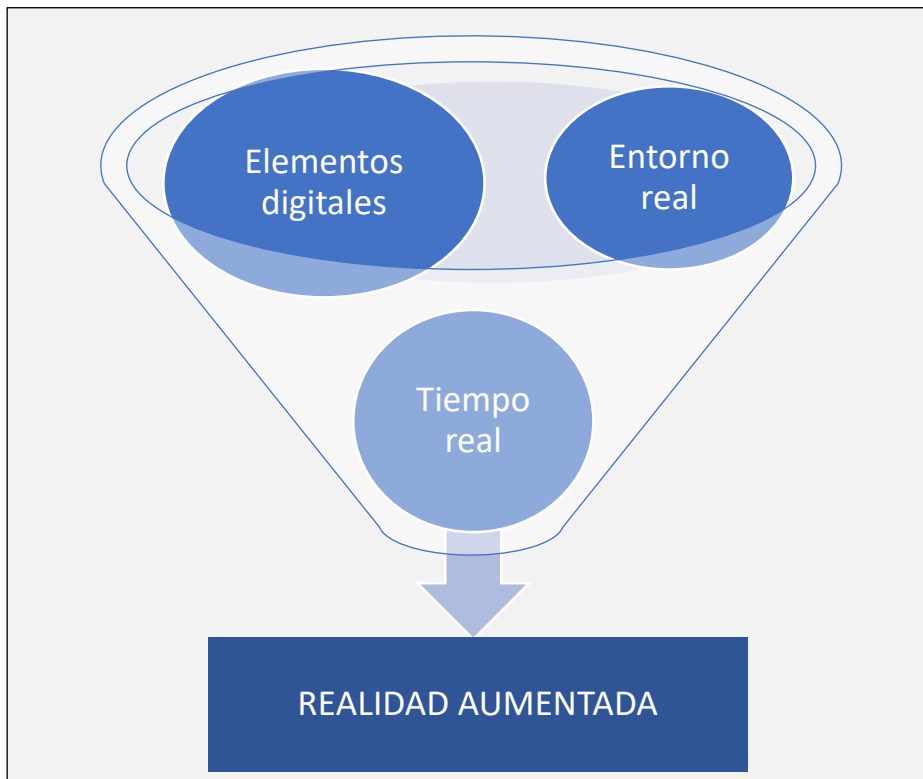 Elementos
digitales
Entorno
real
Tiempo
real
REALIDAD AUMENTADA